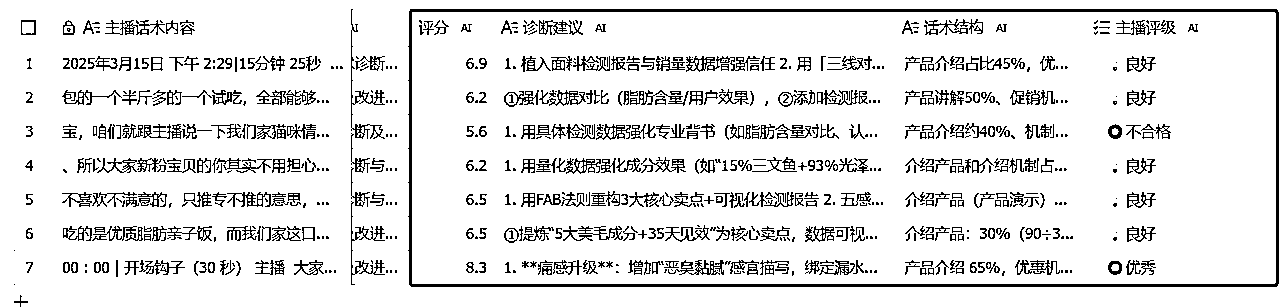 主播话术内容 AI 评分 AI 诊断建议 AI 话术结构 AI 主播评级 AI
1 2025年3月15日 下午 2:29|15分钟 25秒 ... 诊断... 6.9 1. 植入面料检测报告与销量数据增强信任 2. 用「三线对... 产品介绍占比45%，优... 良好
2 包的一个半斤多的一个试吃，全部能够... 改进... 6.2 ①强化数据对比（脂肪含量/用户效果），②添加检测报... 产品讲解50%、促销机... 良好
3 宝，咱们就跟主播说一下我们家猫咪情... 断及... 5.6 1. 用具体检测数据强化专业背书（如脂肪含量对比、认... 产品介绍约40%、机制... 不合格
4 、所以大家新粉宝贝的你其实不用担心... 断与... 6.2 1. 用量化数据强化成分效果（如“15%三文鱼+93%光泽... 介绍产品和介绍机制占... 良好
5 不喜欢不满意的，只推专不推的意思，... 断与... 6.5 1. 用FAB法则重构3大核心卖点+可视化检测报告 2. 五感... 介绍产品（产品演示）... 良好
6 吃的是优质脂肪亲子饭，而我们家这口... 改进... 6.5 ①提炼“5大美毛成分+35天见效”为核心卖点，数据可视... 介绍产品：30%（90÷3... 良好
7 00：00 | 开场钩子（30 秒） 主播 大家... 改进... 8.3 1. **痛感升级**：增加“恶臭黏腻”感官描写，绑定漏水... 产品介绍 65%，优惠机... 优秀